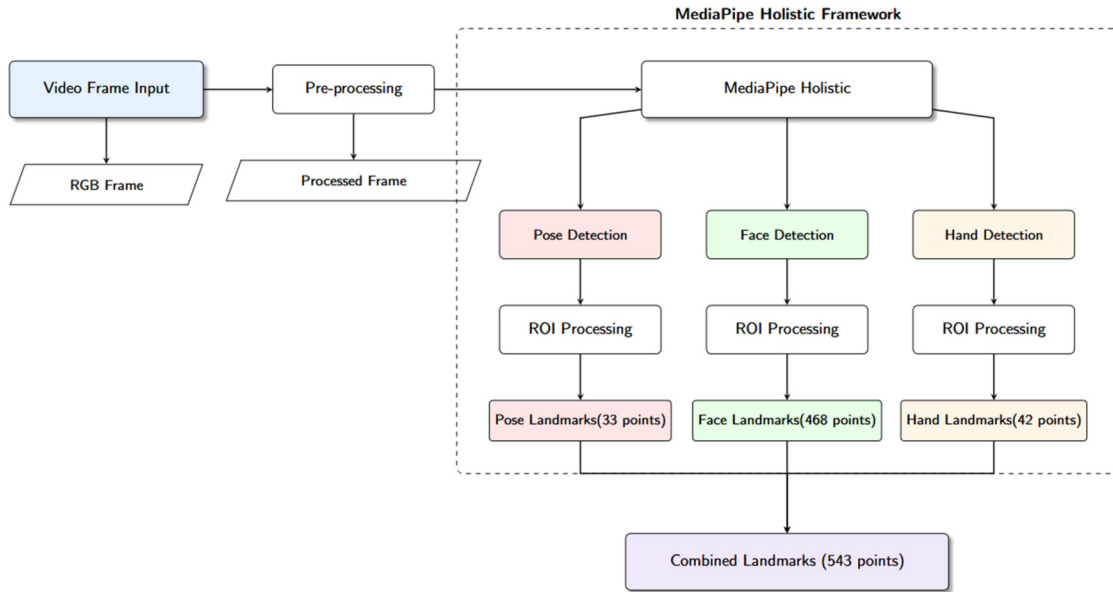 MediaPipe Holistic Framework
Video Frame Input
Pre-processing
MediaPipe Holistic
RGB Frame
Processed Frame
Pose Detection
Face Detection
Hand Detection
ROI Processing
ROI Processing
ROI Processing
Pose Landmarks(33 points)
Face Landmarks(468 points)
Hand Landmarks(42 points)
Combined Landmarks (543 points)